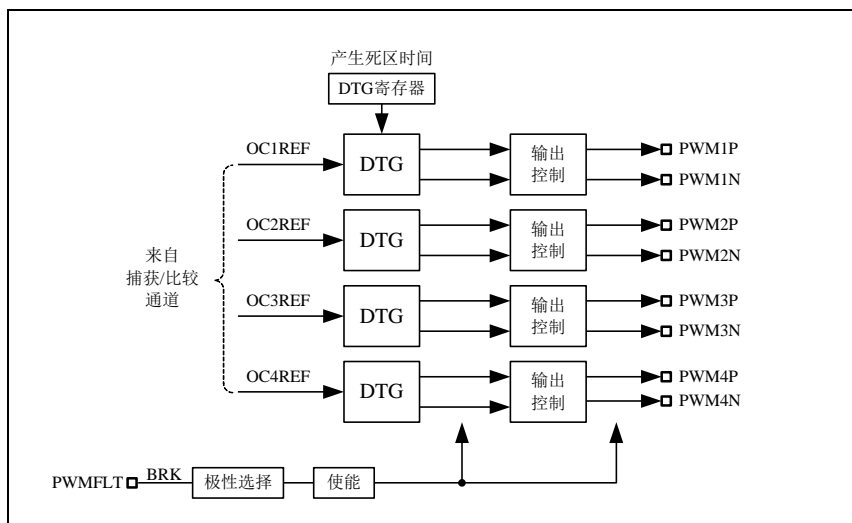 产生死区时间
DTG寄存器
OC1REF
DTG
输出
控制
PWM1P
PWM1N
OC2REF
DTG
输出
控制
PWM2P
PWM2N
来自
捕获/比较
通道
OC3REF
DTG
输出
控制
PWM3P
PWM3N
OC4REF
DTG
输出
控制
PWM4P
PWM4N
PWMFLT
BRK
极性选择
使能